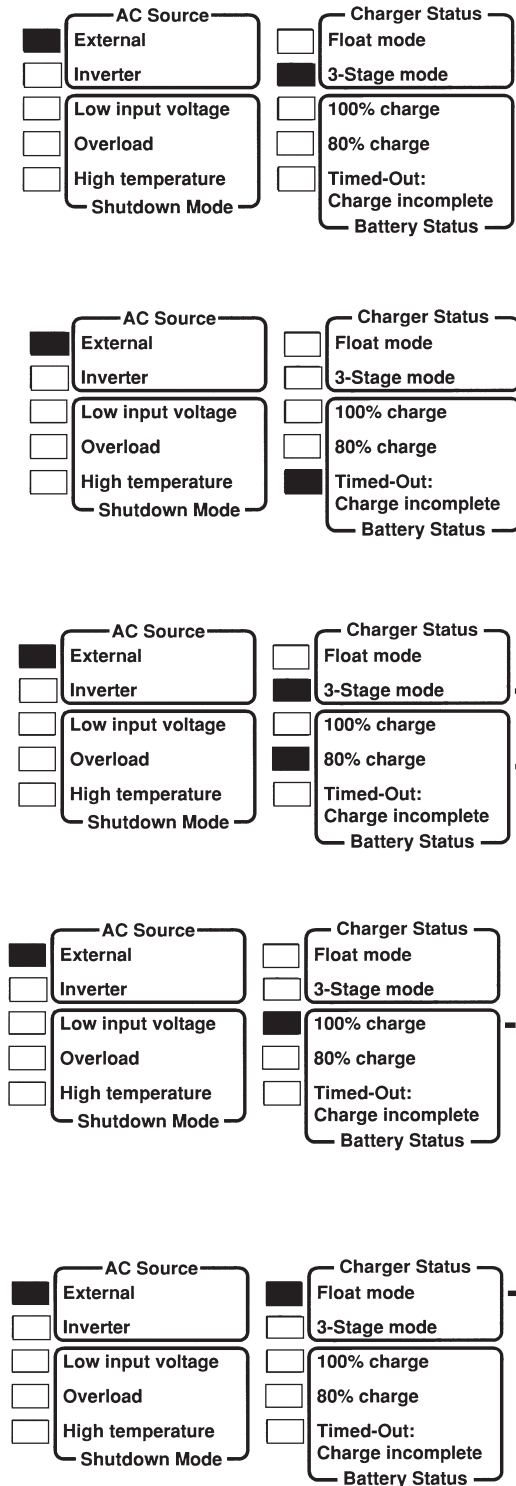 AC Source
External
Inverter
Low input voltage
Overload
High temperature
Shutdown Mode
Charger Status
Float mode
3-Stage mode
100% charge
80% charge
Timed-Out:
Charge incomplete
Battery Status
AC Source
External
Inverter
Low input voltage
Overload
High temperature
Shutdown Mode
Charger Status
Float mode
3-Stage mode
100% charge
80% charge
Timed-Out:
Charge incomplete
Battery Status
AC Source
External
Inverter
Low input voltage
Overload
High temperature
Shutdown Mode
Charger Status
Float mode
3-Stage mode
100% charge
80% charge
Timed-Out:
Charge incomplete
Battery Status
AC Source
External
Inverter
Low input voltage
Overload
High temperature
Shutdown Mode
Charger Status
Float mode
3-Stage mode
100% charge
80% charge
Timed-Out:
Charge incomplete
Battery Status
AC Source
External
Inverter
Low input voltage
Overload
High temperature
Shutdown Mode
Charger Status
Float mode
3-Stage mode
100% charge
80% charge
Timed-Out:
Charge incomplete
Battery Status